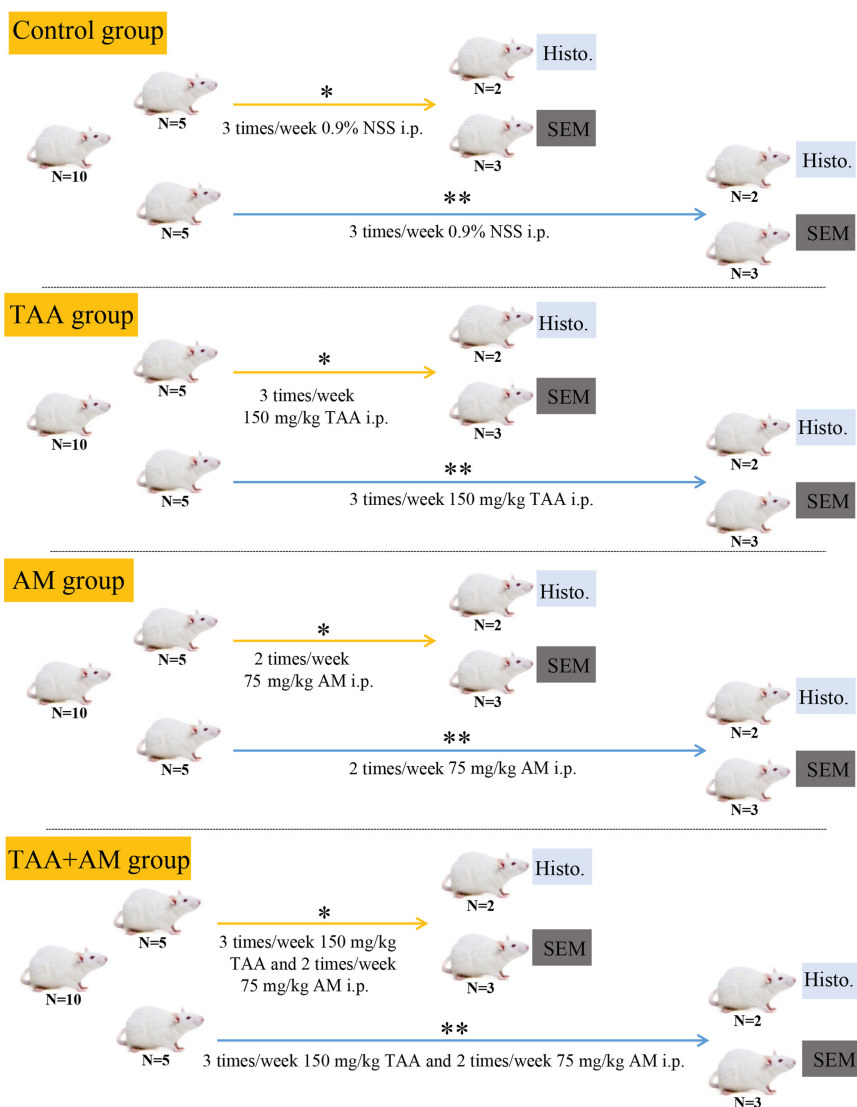 Control group
Histo.
N=2
*
N=5
3 times/week 0.9% NSS i.p.
SEM
N=10
N=3
Histo.
**
N=2
N=5
3 times/week 0.9% NSS i.p.
SEM
N=3
TAA group
Histo.
N=2
*
N=5
3 times/week
150 mg/kg TAA i.p.
SEM
N=10
N=3
Histo.
**
N=2
N=5
3 times/week 150 mg/kg TAA i.p.
SEM
N=3
AM group
Histo.
N=2
*
N=5
2 times/week
75 mg/kg AM i.p.
SEM
N=10
N=3
Histo.
**
N=2
N=5
2 times/week 75 mg/kg AM i.p.
SEM
N=3
TAA+AM group
Histo.
N=2
*
N=5
3 times/week 150 mg/kg
TAA and 2 times/week
75 mg/kg AM i.p.
SEM
N=10
N=3
Histo.
**
N=2
N=5
3 times/week 150 mg/kg TAA and 2 times/week 75 mg/kg AM i.p.
SEM
N=3